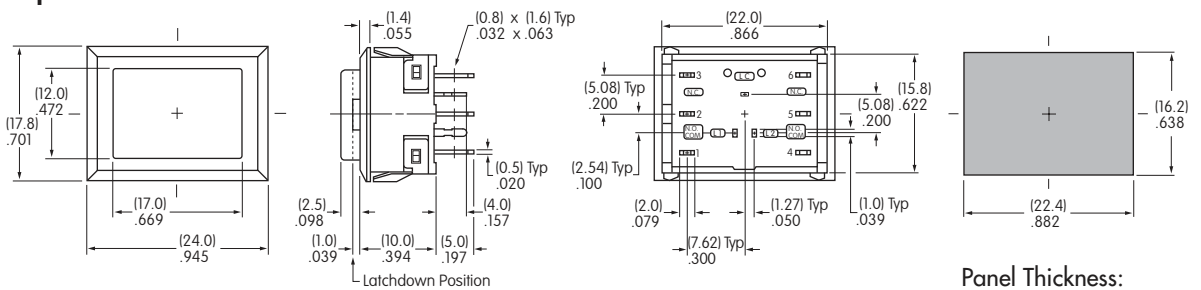 (17.8)
.701
(12.0)
.472
(17.0)
.669
(24.0)
.945
(1.4)
.055
(0.8) x (1.6) Typ
.032 x .063
(0.5) Typ
.020
(2.5)
.098
(4.0)
.157
(1.0)
.039
(10.0)
.394
(5.0)
.197
Latchdown Position
(22.0)
.866
(5.08) Typ
.200
(2.54) Typ
.100
3
L C
6
N.C.
N.C.
2
5
N.O.
COM
L1
L2
N.O.
COM
1
4
(15.8)
.622
(5.08)
.200
(2.0)
.079
(1.27) Typ
.050
(1.0) Typ
.039
(7.62) Typ
.300
(16.2)
.638
(22.4)
.882
Panel Thickness: